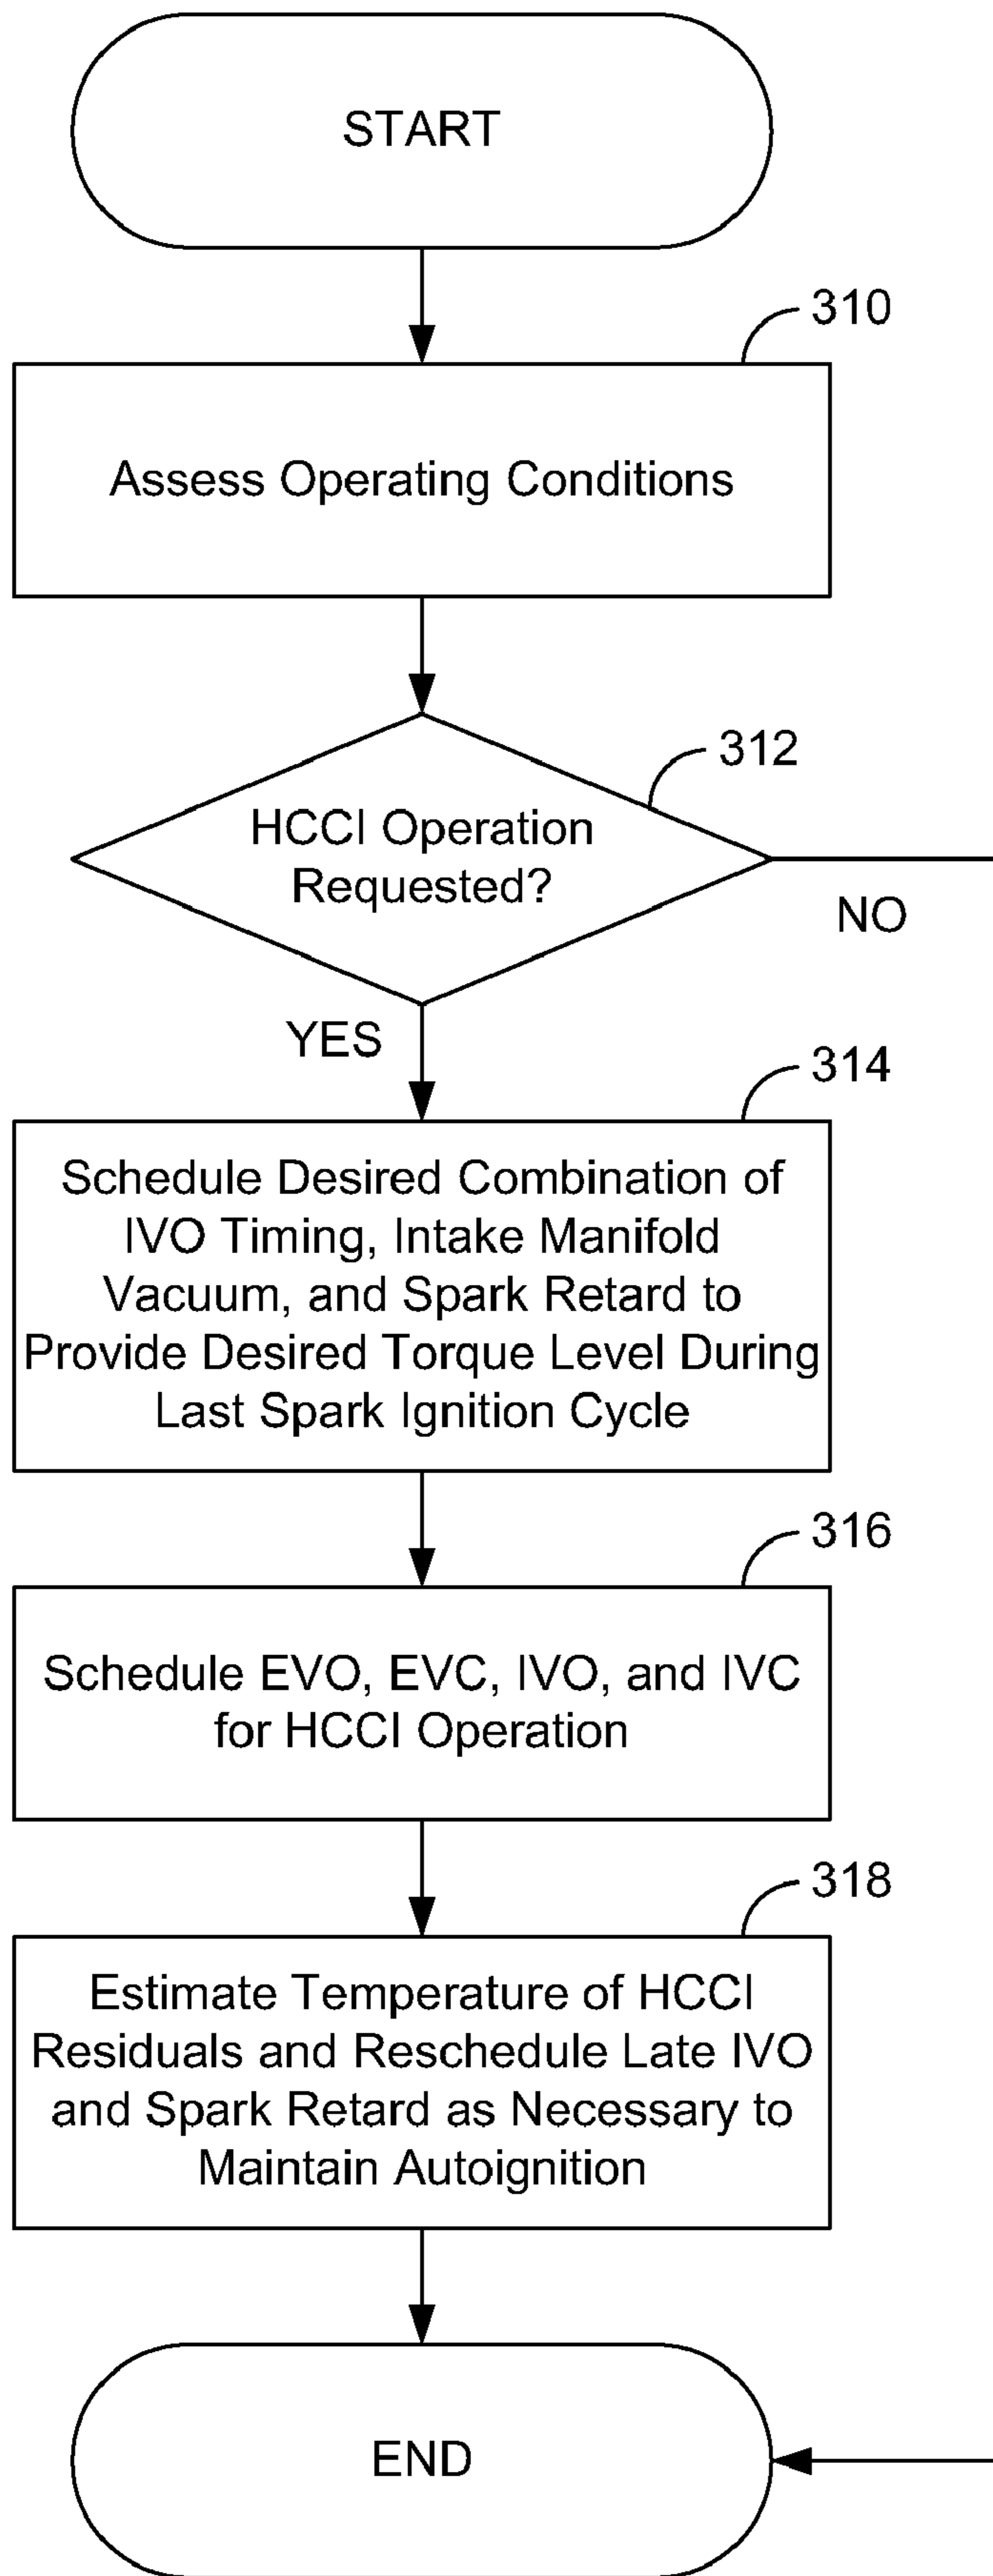 START
310
Assess Operating Conditions
312
HCCI Operation
Requested?
NO
YES
314
Schedule Desired Combination of
IVO Timing, Intake Manifold
Vacuum, and Spark Retard to
Provide Desired Torque Level During
Last Spark Ignition Cycle
316
Schedule EVO, EVC, IVO, and IVC
for HCCI Operation
318
Estimate Temperature of HCCI
Residuals and Reschedule Late IVO
and Spark Retard as Necessary to
Maintain Autoignition
END